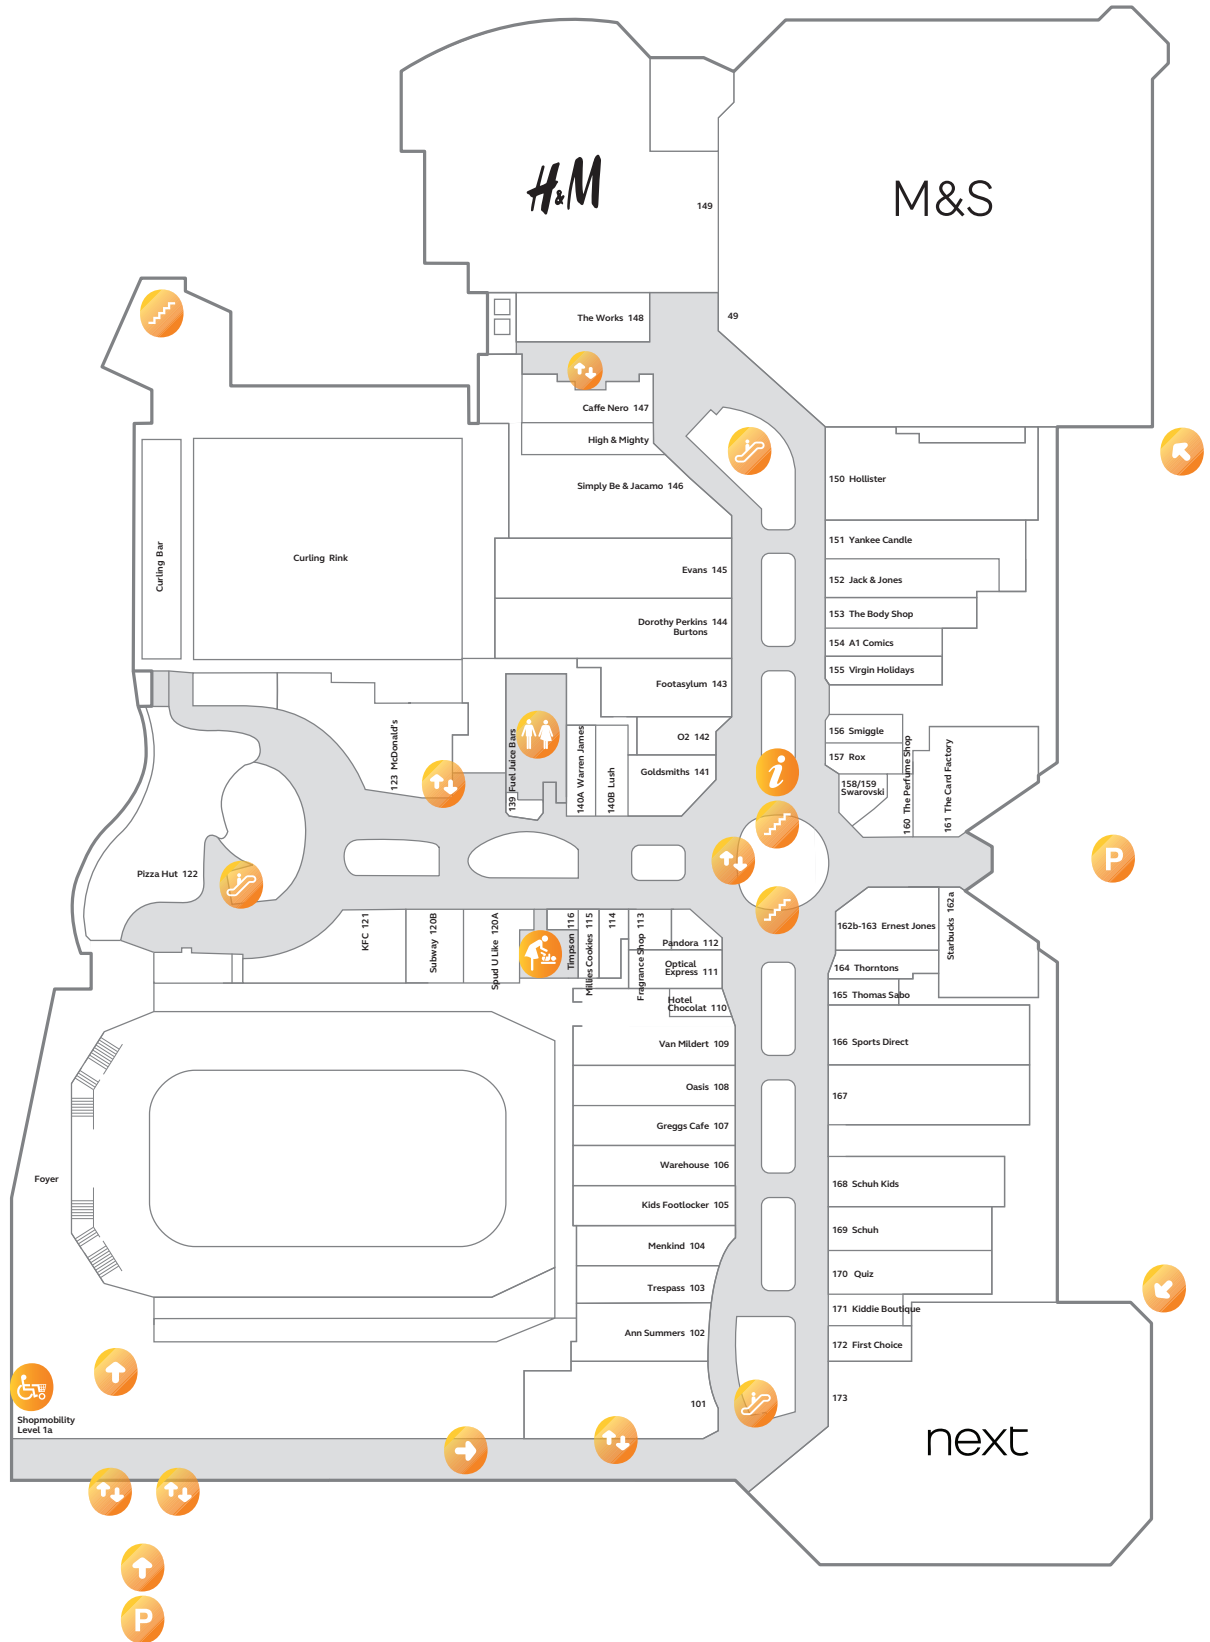 H&M
M&S
149
The Works 148
49
Caffe Nero 147
High & Mighty
Simply Be & Jacamo 146
150 Hollister
Curling Bar
Curling Rink
151 Yankee Candle
Evans 145
152 Jack & Jones
153 The Body Shop
Dorothy Perkins 144
Burtons
154 A1 Comics
155 Virgin Holidays
Footasylum 143
123 McDonald's
139 Fuel Juice Bars
140A Warren James
140B Lush
O2 142
Goldsmiths 141
i
156 Smiggle
157 Rox
158/159
Swarovski
160 The Perfume Shop
161 The Card Factory
P
Pizza Hut 122
KFC 121
Subway 120B
Spud U Like 120A
Timpson 116
Millies Cookies 115
114
Fragrance Shop 113
Pandora 112
Optical
Express 111
Hotel
Chocolat 110
162b-163 Ernest Jones
Starbucks 162a
164 Thorntons
165 Thomas Sabo
Van Mildert 109
166 Sports Direct
Oasis 108
167
Greggs Cafe 107
Warehouse 106
Foyer
168 Schuh Kids
Kids Footlocker 105
169 Schuh
Menkind 104
170 Quiz
Trespass 103
171 Kiddie Boutique
Ann Summers 102
172 First Choice
101
173
Shopmobility
Level 1a
next
P